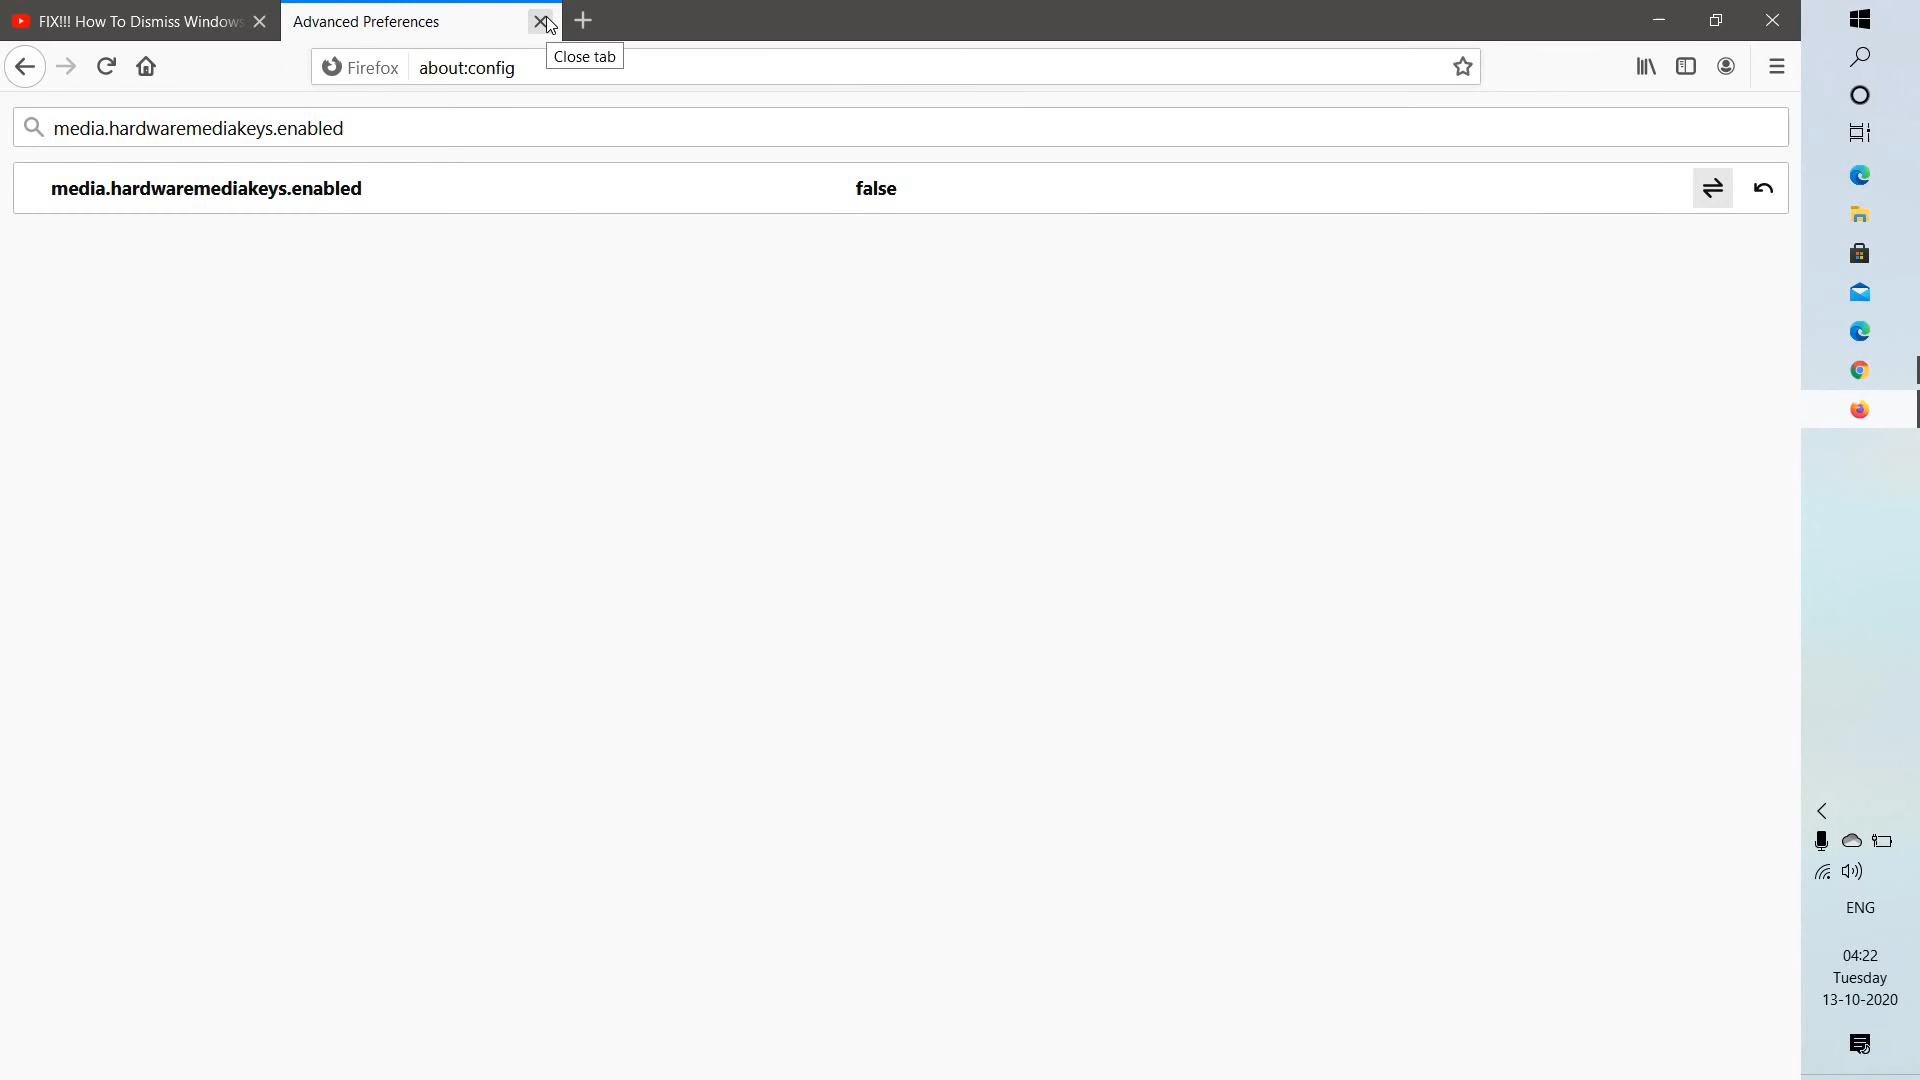 FIX!!! How To Dismiss Windows
Advanced Preferences
Close tab
Firefox
about:config
media.hardwaremediakeys.enabled
media.hardwaremediakeys.enabled
false
ENG
04:22
Tuesday
13-10-2020